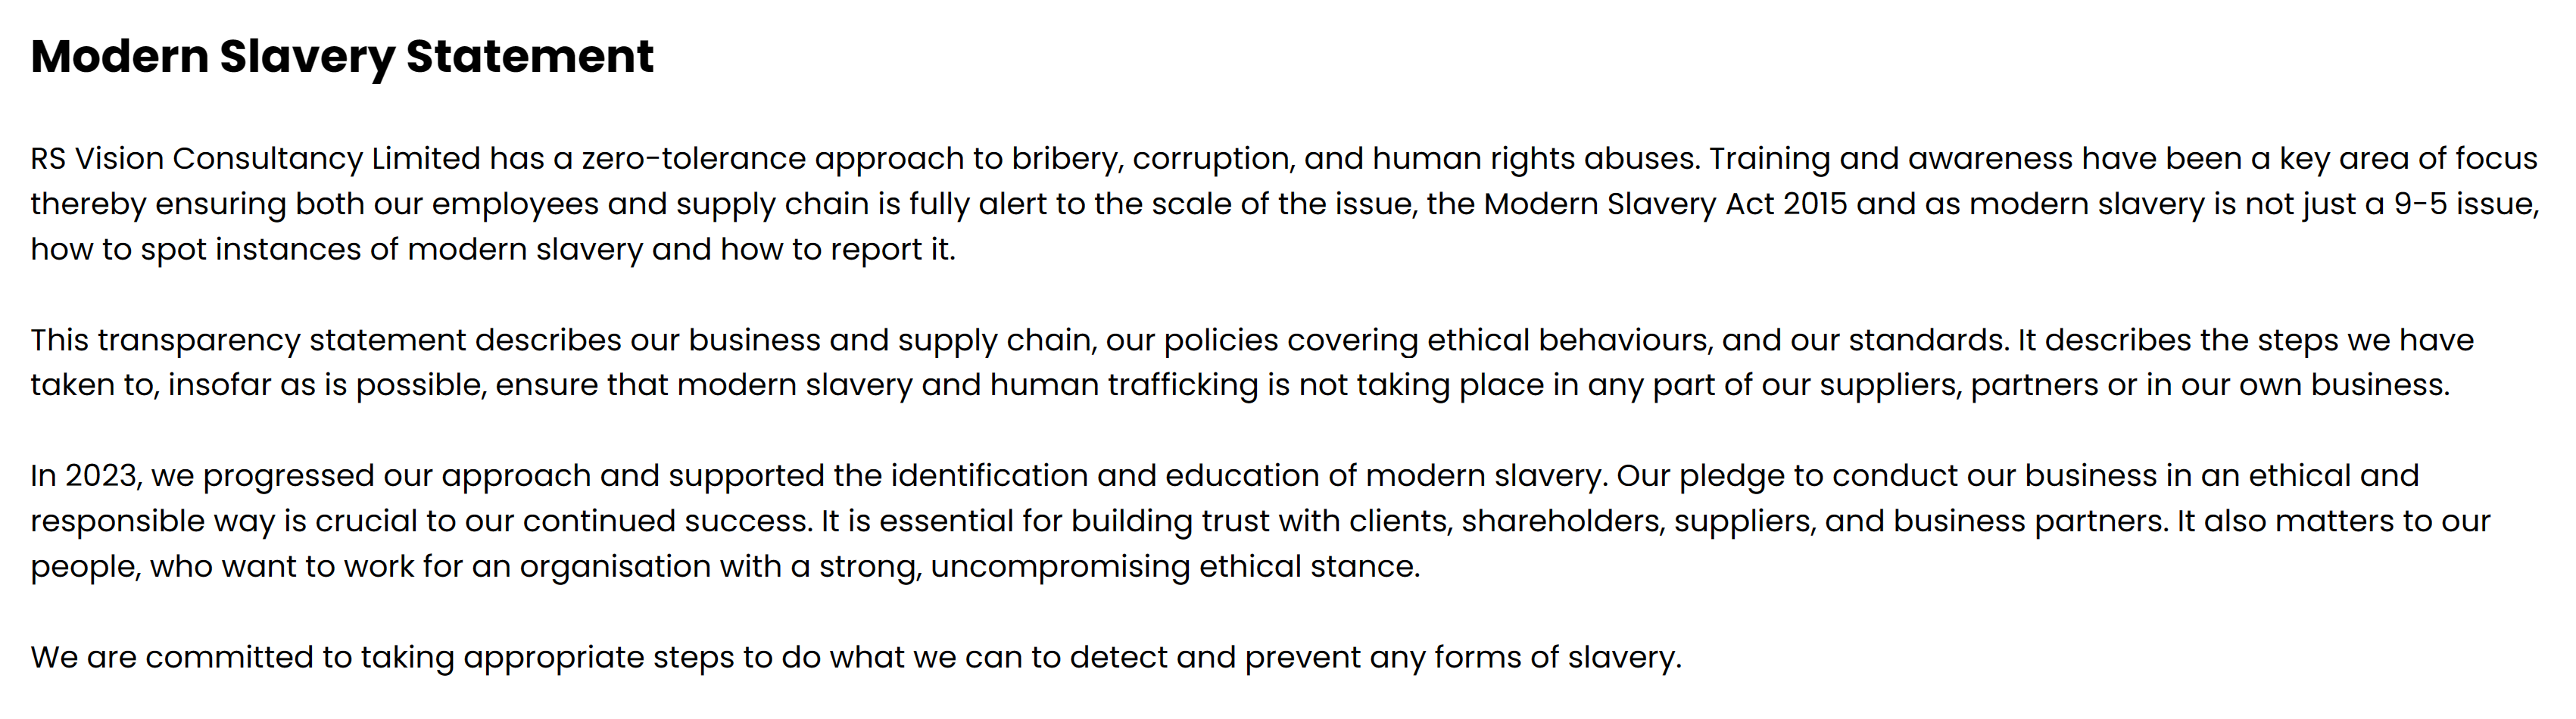 Modern Slavery Statement
RS Vision Consultancy Limited has a zero-tolerance approach to bribery, corruption, and human rights abuses. Training and awareness have been a key area of focus
thereby ensuring both our employees and supply chain is fully alert to the scale of the issue, the Modern Slavery Act 2015 and as modern slavery is not just a 9-5 issue,
how to spot instances of modern slavery and how to report it.
This transparency statement describes our business and supply chain, our policies covering ethical behaviours, and our standards. It describes the steps we have
taken to, insofar as is possible, ensure that modern slavery and human trafficking is not taking place in any part of our suppliers, partners or in our own business.
In 2023, we progressed our approach and supported the identification and education of modern slavery. Our pledge to conduct our business in an ethical and
responsible way is crucial to our continued success. It is essential for building trust with clients, shareholders, suppliers, and business partners. It also matters to our
people, who want to work for an organisation with a strong, uncompromising ethical stance.
We are committed to taking appropriate steps to do what we can to detect and prevent any forms of slavery.